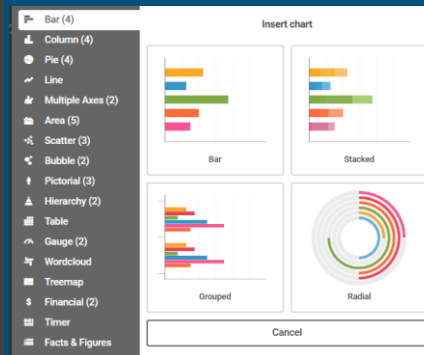 Bar (4)
Column (4)
Pie (4)
Line
Multiple Axes (2)
Area (5)
Scatter (3)
Bubble (2)
Pictorial (3)
Hierarchy (2)
Table
Gauge (2)
Wordcloud
Treemap
Financial (2)
Timer
Facts & Figures
Insert chart
Bar
Stacked
Grouped
Radial
Cancel